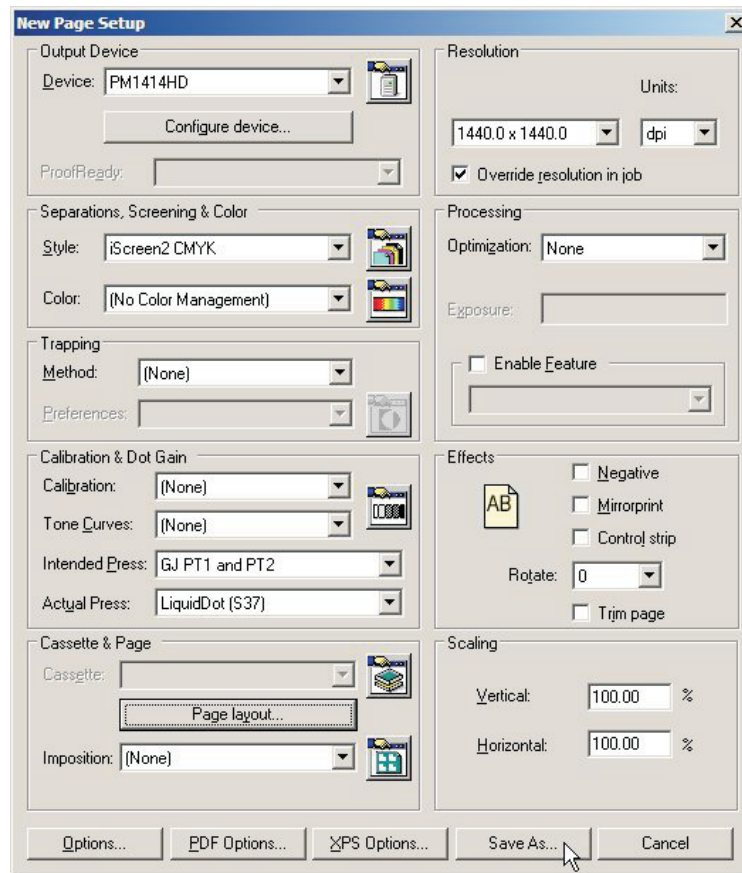 New Page Setup
Output Device
Device: PM1414HD
Configure device...
ProofReady:
Separations, Screening & Color
Style: iScreen2 CMYK
Color: (No Color Management)
Trapping
Method: (None)
Preferences:
Calibration & Dot Gain
Calibration: (None)
Tone Curves: (None)
Intended Press: GJ PT1 and PT2
Actual Press: LiquidDot (S37)
Cassette & Page
Cassette:
Page layout...
Imposition: (None)
Resolution
Units:
1440.0 x 1440.0 dpi
Override resolution in job
Processing
Optimization: None
Exposure:
Enable Feature
Effects
AB
Negative
Mirrorprint
Control strip
Rotate: 0
Trim page
Scaling
Vertical: 100.00 %
Horizontal: 100.00 %
Options... PDF Options... XPS Options... Save As... Cancel